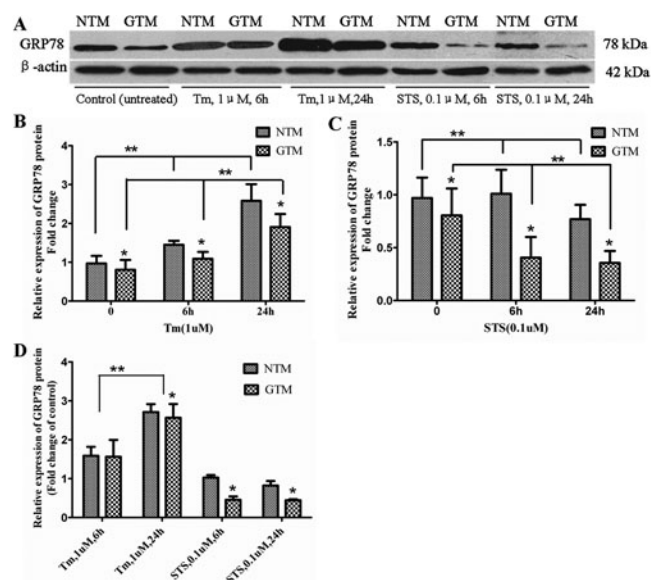 A NTM GTM NTM GTM NTM GTM NTM GTM NTM GTM
GRP78 78 kDa
β-actin 42 kDa
Control (untreated) Tm, 1 μM, 6h Tm,1 μM,24h STS, 0.1 μM, 6h STS, 0.1 μM, 24h
B
Relative expression of GRP78 protein
Fold change
4
3
2
1
0
**
**
NTM
GTM
*
*
*
0 6h 24h
Tm(1uM)
C
Relative expression of GRP78 protein
Fold change
1.5
1.0
0.5
0.0
**
**
NTM
GTM
*
*
*
0 6h 24h
STS(0.1uM)
D
Relative expression of GRP78 protein
(Fold change of control)
4
3
2
1
0
**
NTM
GTM
*
*
*
Tm,1uM,6h
Tm,1uM,24h
STS,0.1uM,6h
STS,0.1uM,24h